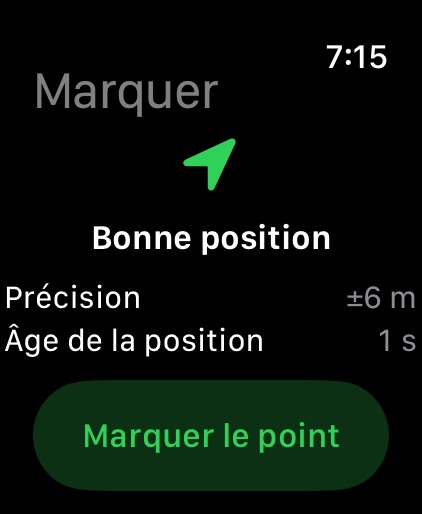 7:15
Marquer
Bonne position
Précision ±6 m
Âge de la position 1 s
Marquer le point